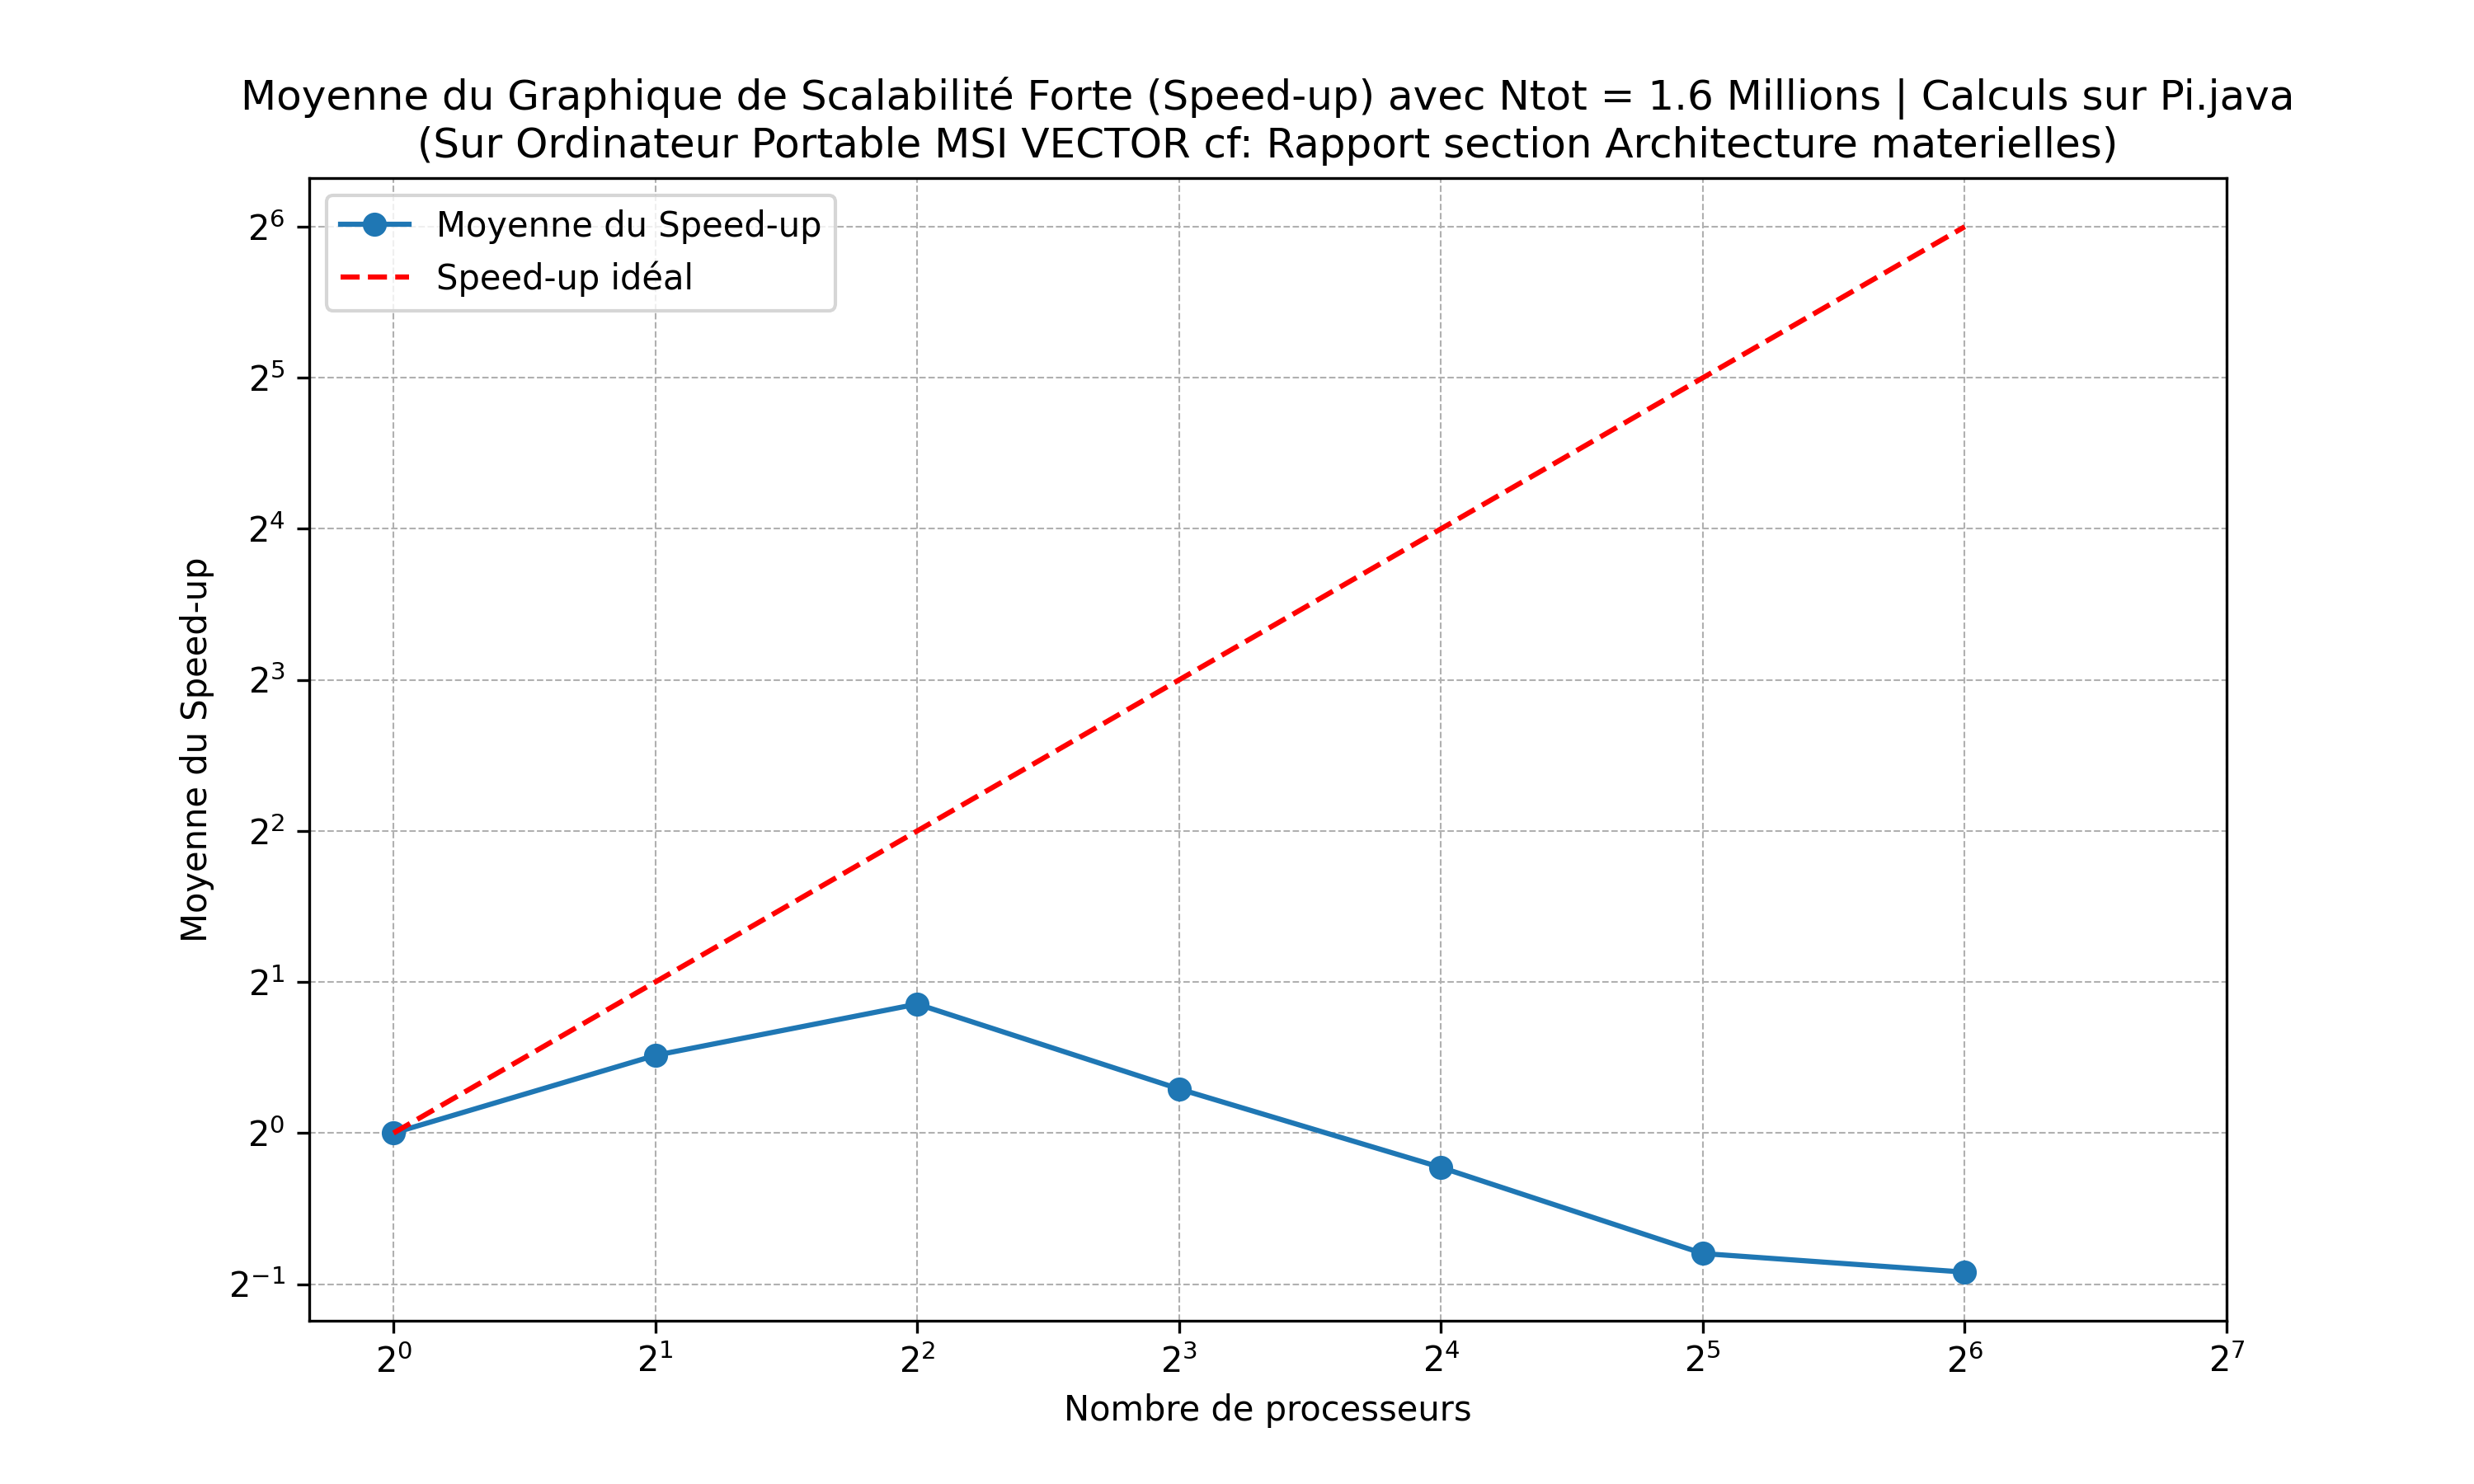 Moyenne du Graphique de Scalabilité Forte (Speed-up) avec Ntot = 1.6 Millions | Calculs sur Pi.java
(Sur Ordinateur Portable MSI VECTOR cf: Rapport section Architecture materielles)
Moyenne du Speed-up
Speed-up idéal
2⁶
2⁵
2⁴
2³
2²
2¹
2⁰
2⁻¹
Moyenne du Speed-up
2⁰ 2¹ 2² 2³ 2⁴ 2⁵ 2⁶ 2⁷
Nombre de processeurs